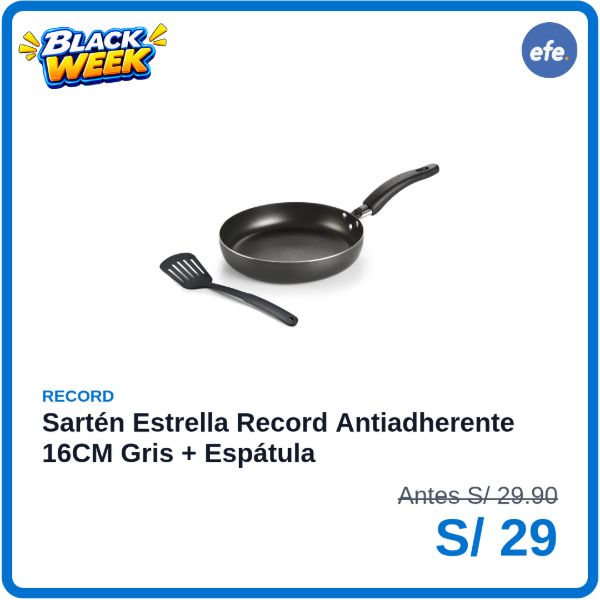 BLACK
WEEK
efe.
RECORD
Sartén Estrella Record Antiadherente
16CM Gris + Espátula
Antes S/ 29.90
S/ 29